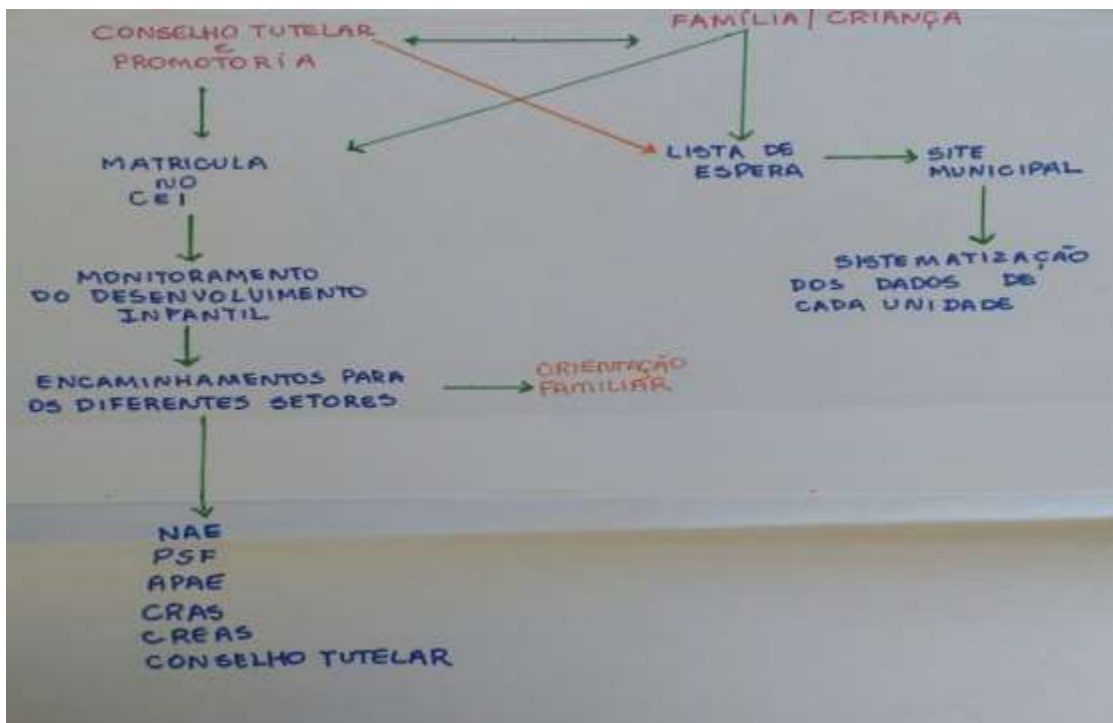 CONSELHO TUTELAR
E
PROMOTORÍA
FAMÍLIA / CRIANÇA
MATRICULA
NO
CEI
LISTA DE
ESPERA
SITE
MUNICIPAL
MONITORAMENTO
DO DESENVOLVIMENTO
INFANTIL
SISTEMATIZAÇÃO
DOS DADOS DE
CADA UNIDADE
ENCAMINHAMENTOS PARA
OS DIFERENTES SETORES
ORIENTAÇÃO
FAMILIAR
NAE
PSF
APAE
CRAS
CREAS
CONSELHO TUTELAR